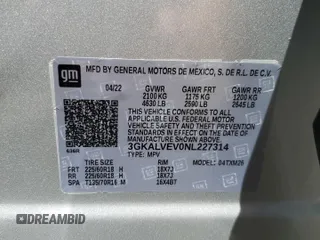 gm
MFD BY GENERAL MOTORS DE MEXICO, S. DE R.L. DE C.V.
04/22 GVWR GAWR FRT GAWR RR
2100 KG 1175 KG 1200 KG
4630 LB 2590 LB 2645 LB
THIS VEHICLE CONFORMS TO ALL APPLICABLE
U.S. FEDERAL MOTOR VEHICLE SAFETY, BUMPER,
AND THEFT PREVENTION STANDARDS IN EFFECT
ON THE DATE OF MANUFACTURE SHOWN ABOVE.
3GKALVEV0NL227314
TYPE: MPV MODEL:
TIRE SIZE RIM
FRT 225/60R18 H 18X7J
RR 225/60R18 H 18X7J
SPA 16X4BT
DREAMBID
DREAMBID.COM